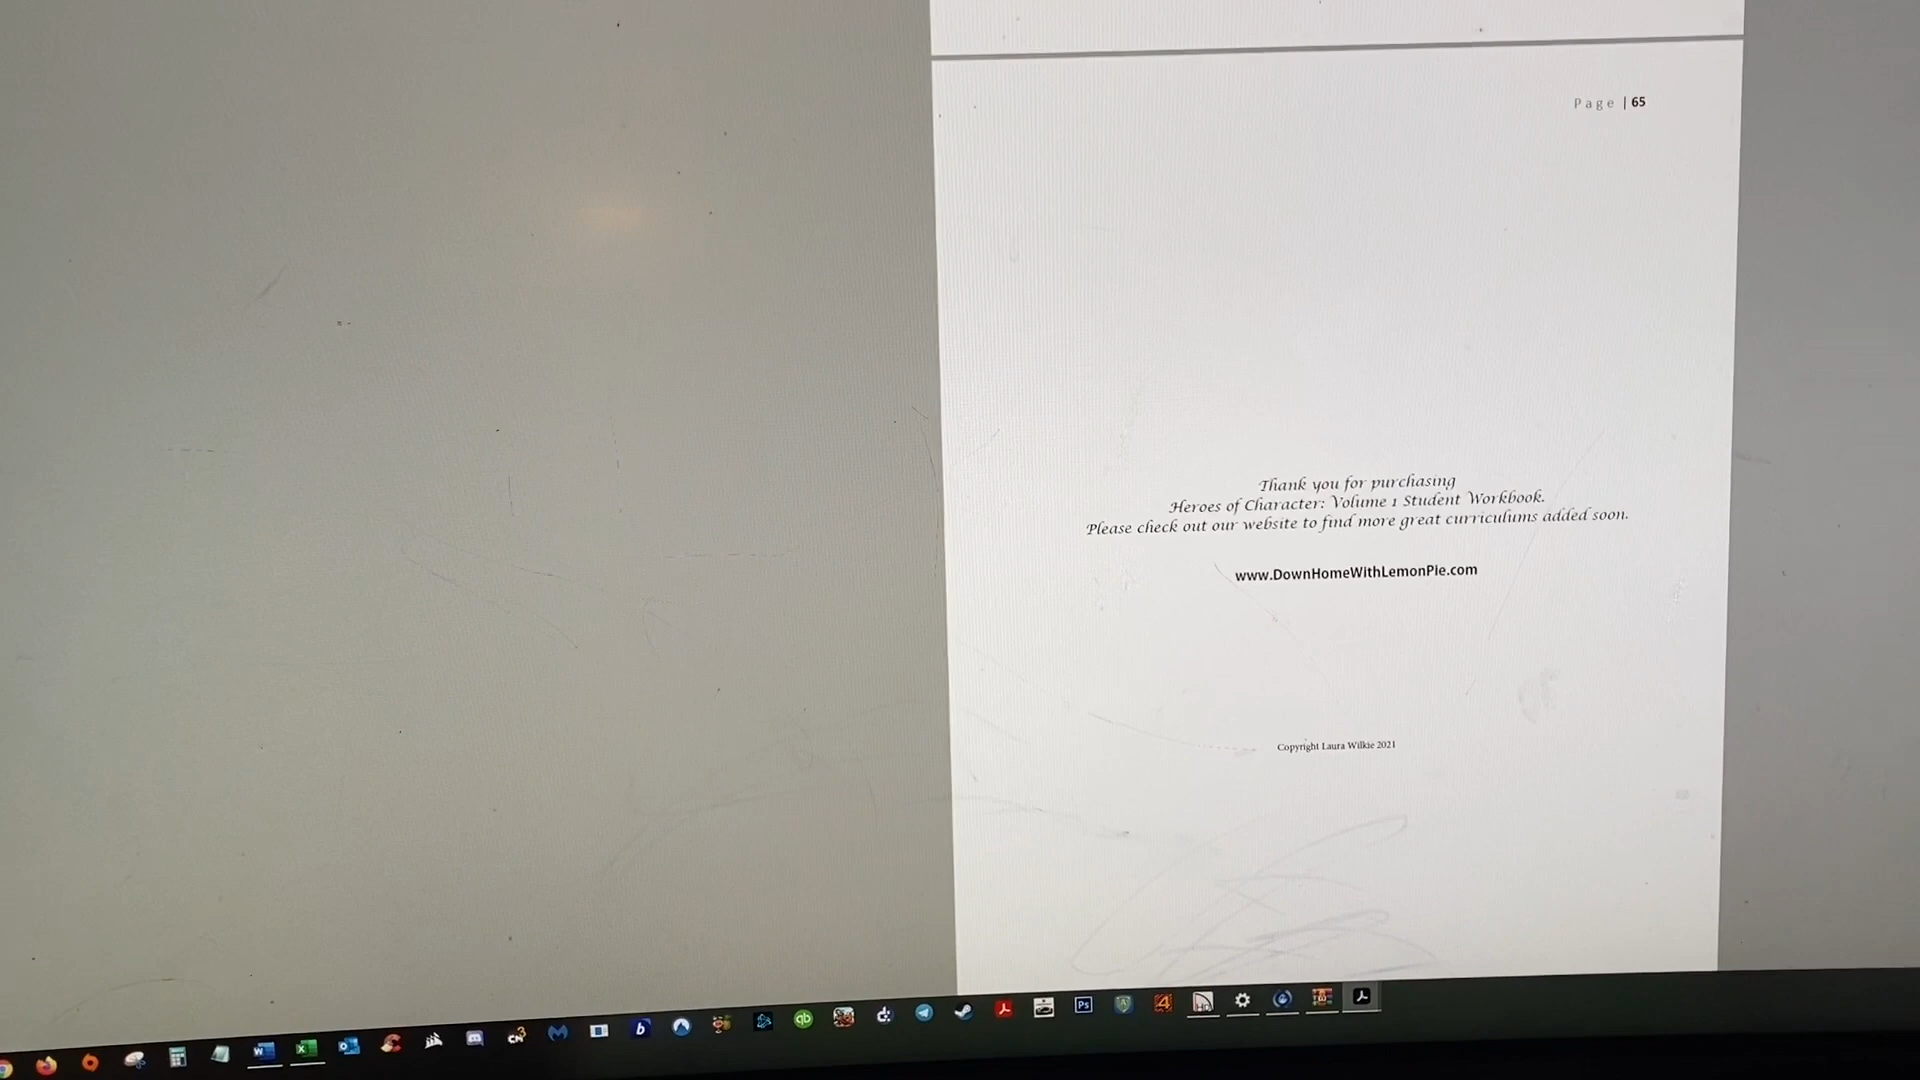 Page | 65
Thank you for purchasing
Heroes of Character: Volume 1 Student Workbook.
Please check out our website to find more great curriculums added soon.
www.DownHomeWithLemonPie.com
Copyright Laura Wilkie 2021